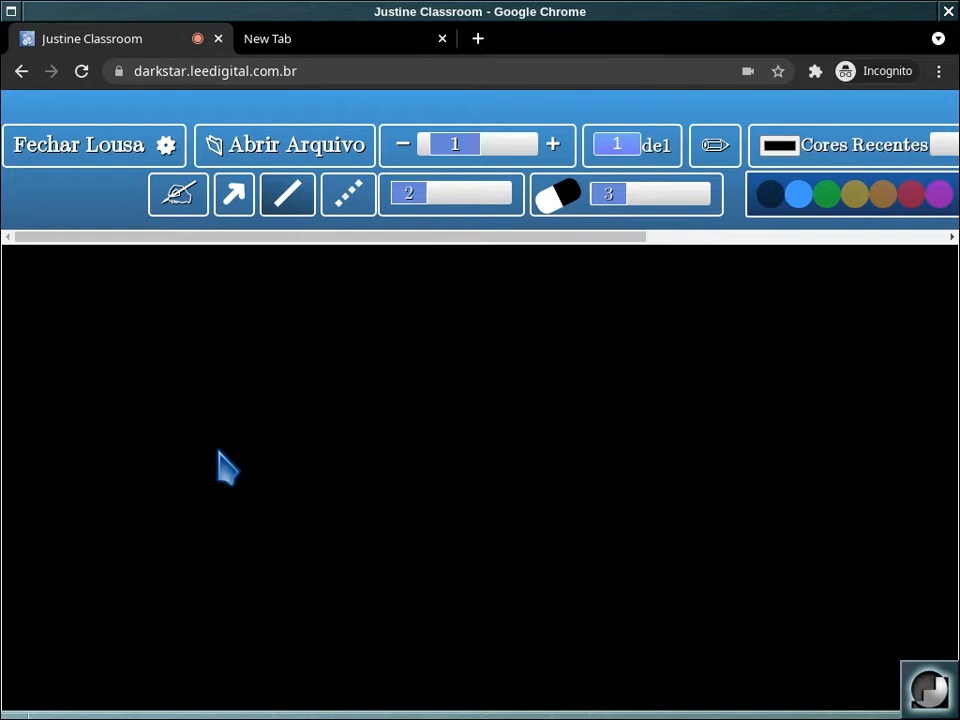 Justine Classroom - Google Chrome
Justine Classroom
New Tab
darkstar.leedigital.com.br
Incognito
Fechar Lousa
Abrir Arquivo
− 1 +
1 de1
Cores Recentes
2
3